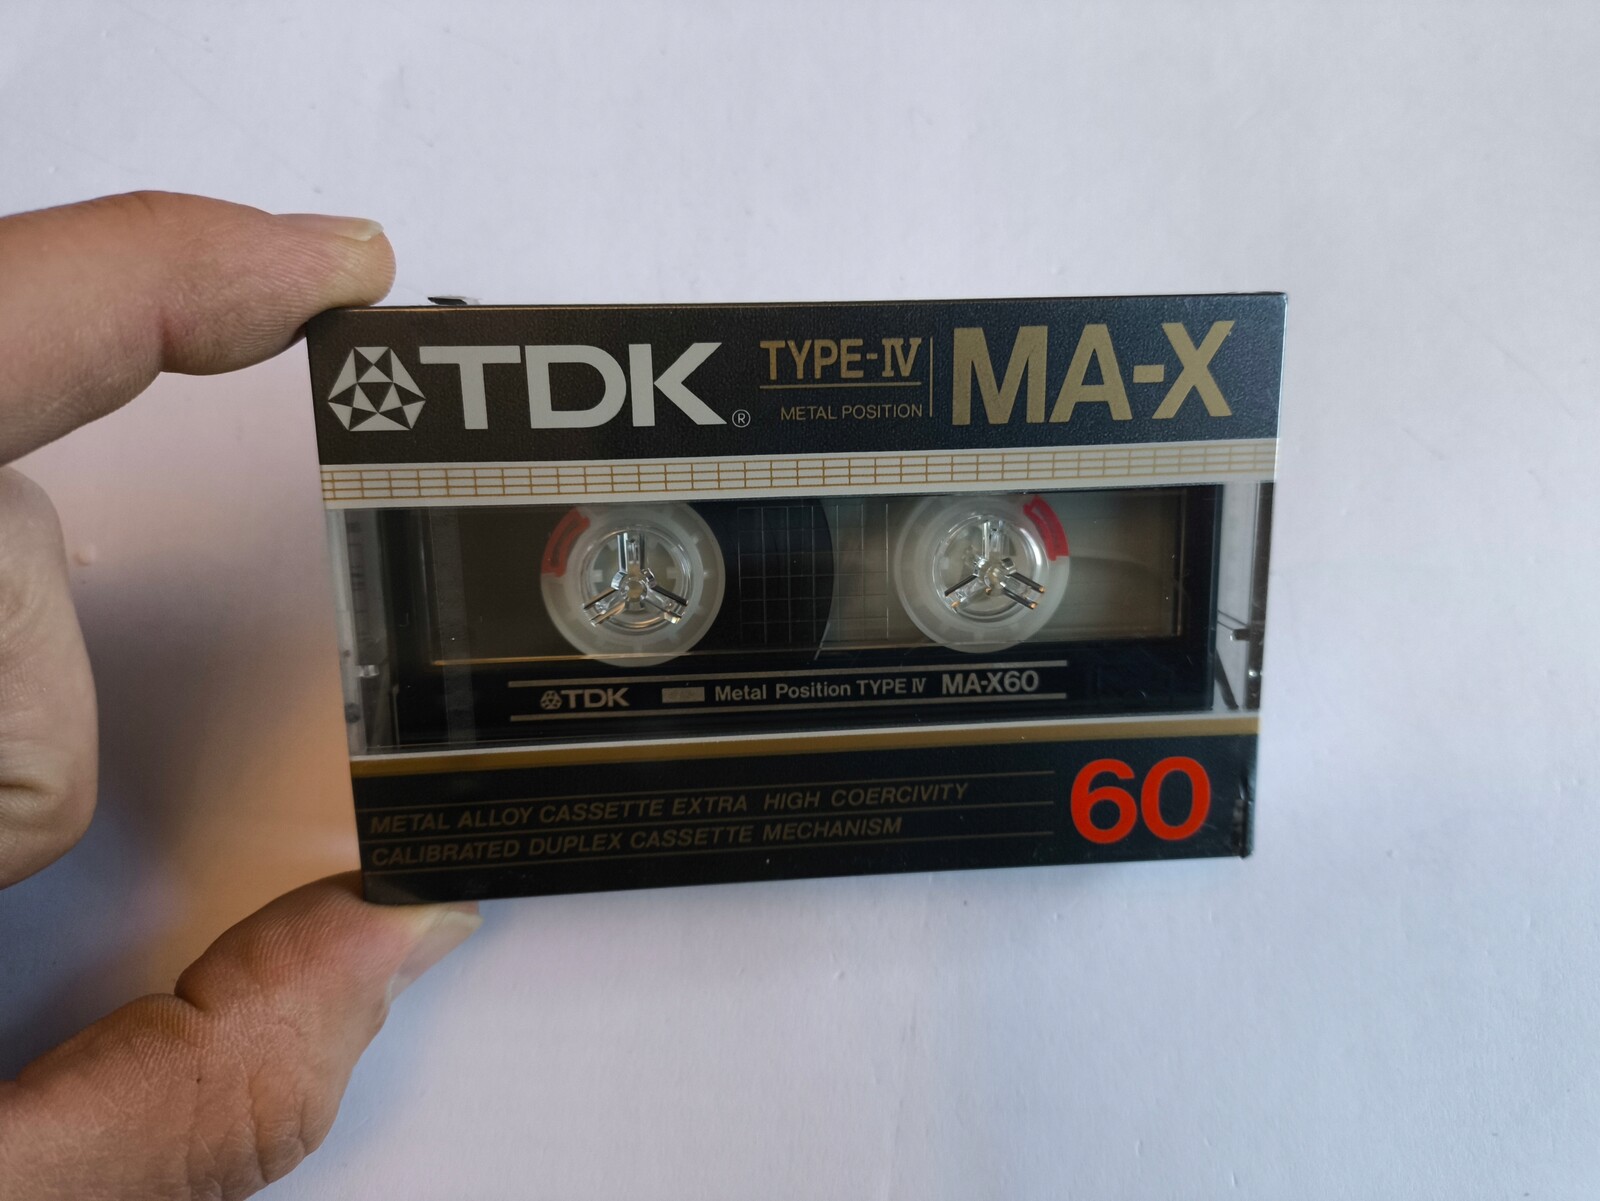 TDK® TYPE-IV MA-X
METAL POSITION
TDK Metal Position TYPE IV MA-X60
METAL ALLOY CASSETTE EXTRA HIGH COERCIVITY
CALIBRATED DUPLEX CASSETTE MECHANISM
60